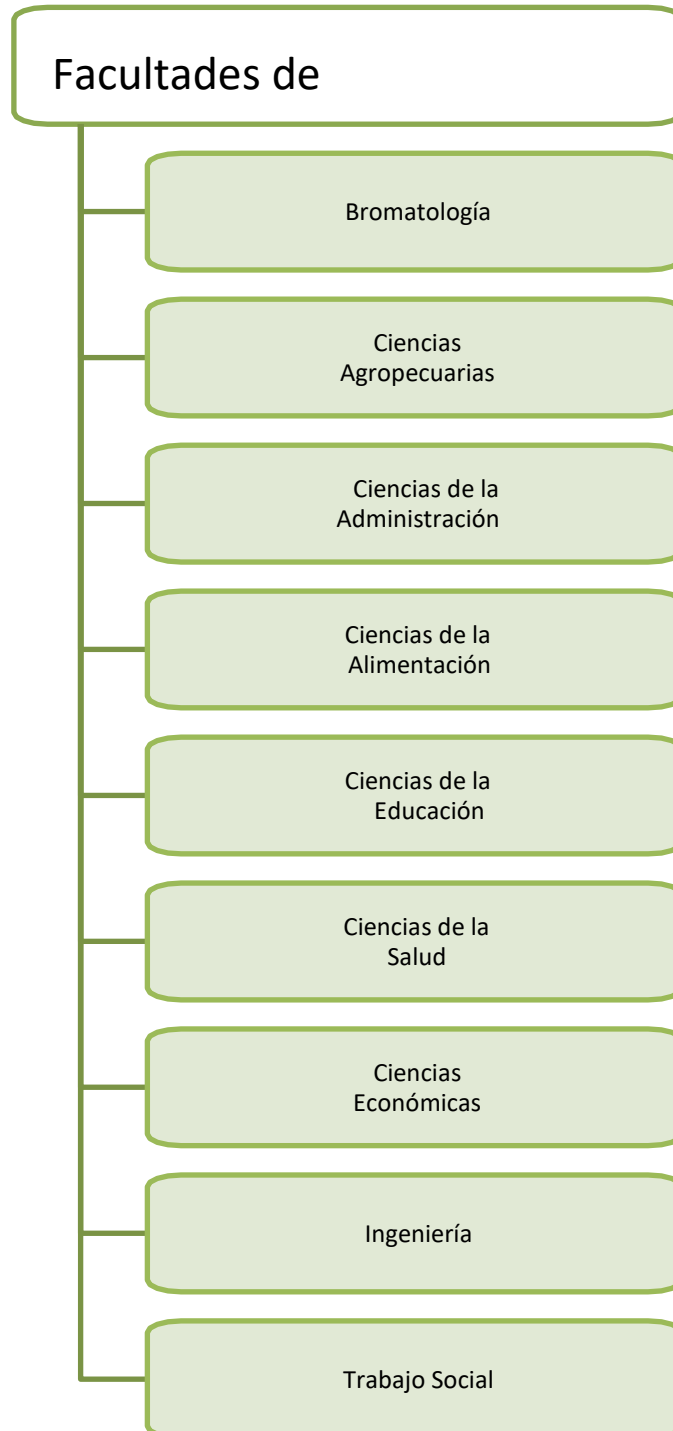 Facultades de
Bromatología
Ciencias
Agropecuarias
Ciencias de la
Administración
Ciencias de la
Alimentación
Ciencias de la
Educación
Ciencias de la
Salud
Ciencias
Económicas
Ingeniería
Trabajo Social